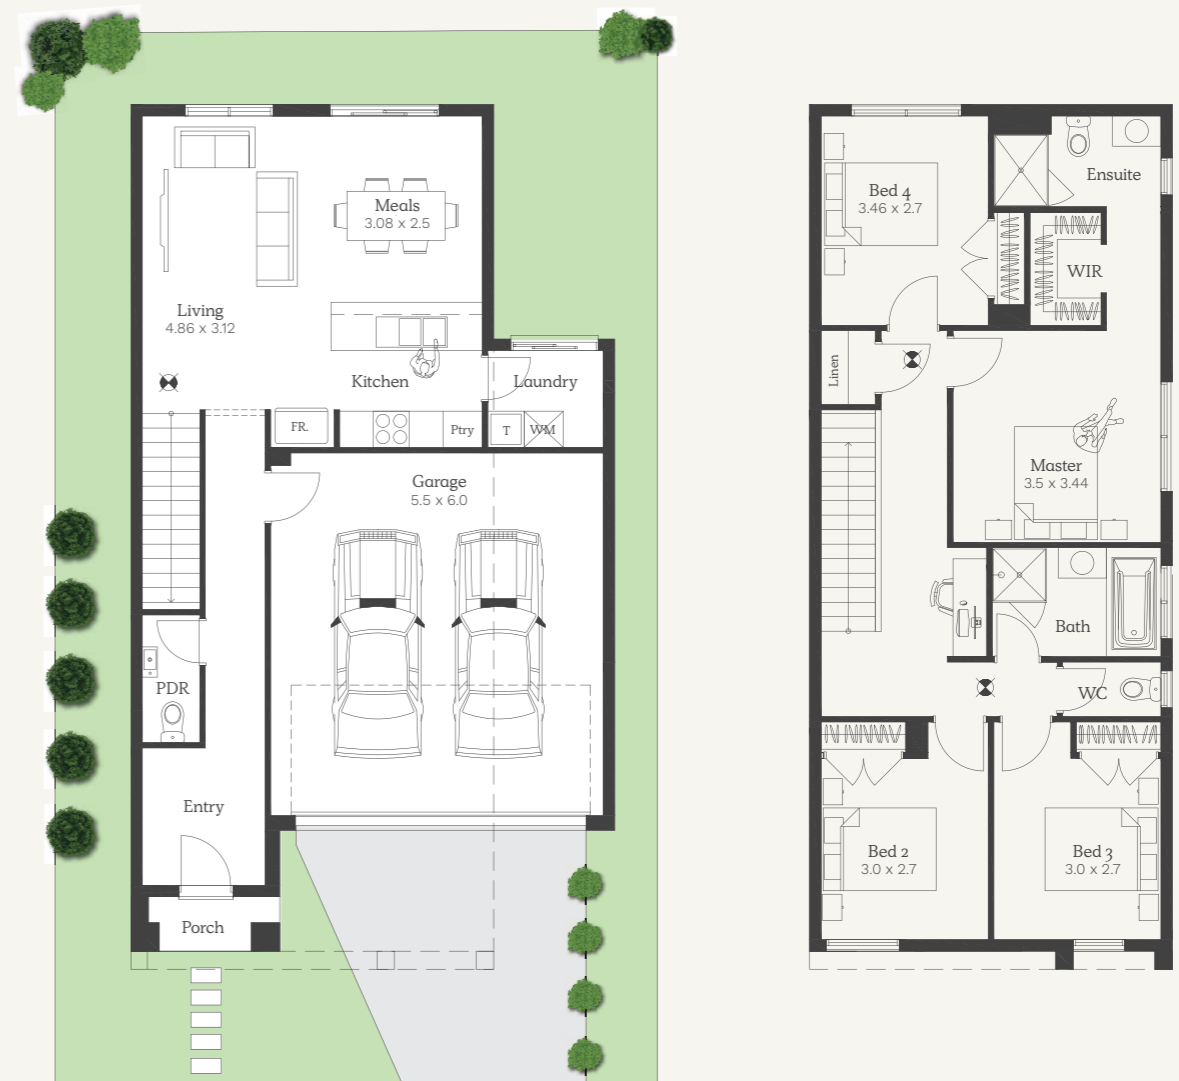 Meals
3.08 x 2.5
Living
4.86 x 3.12
Kitchen
Laundry
FR.
Ptry
T
WM
Garage
5.5 x 6.0
PDR
Entry
Porch
Bed 4
3.46 x 2.7
Ensuite
WIR
Linen
Master
3.5 x 3.44
Bath
WC
Bed 2
3.0 x 2.7
Bed 3
3.0 x 2.7